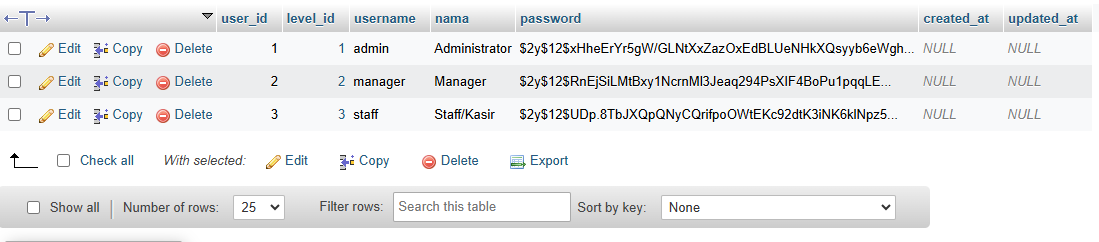 ←T→ user_id level_id username nama password created_at updated_at
Edit Copy Delete 1 1 admin Administrator $2y$12$xHheErYr5gW/GLNtXxZazOxEdBLUeNHkXQsyyb6eWgh... NULL NULL
Edit Copy Delete 2 2 manager Manager $2y$12$RnEjSiLMtBxy1NcrnMl3Jeaq294PsXIF4BoPu1pqqLE... NULL NULL
Edit Copy Delete 3 3 staff Staff/Kasir $2y$12$UDp.8TbJXQpQNyCQrifpoOWtEKc92dtK3iNK6klNpz5... NULL NULL
Check all With selected: Edit Copy Delete Export
Show all Number of rows: 25 Filter rows: Search this table Sort by key: None